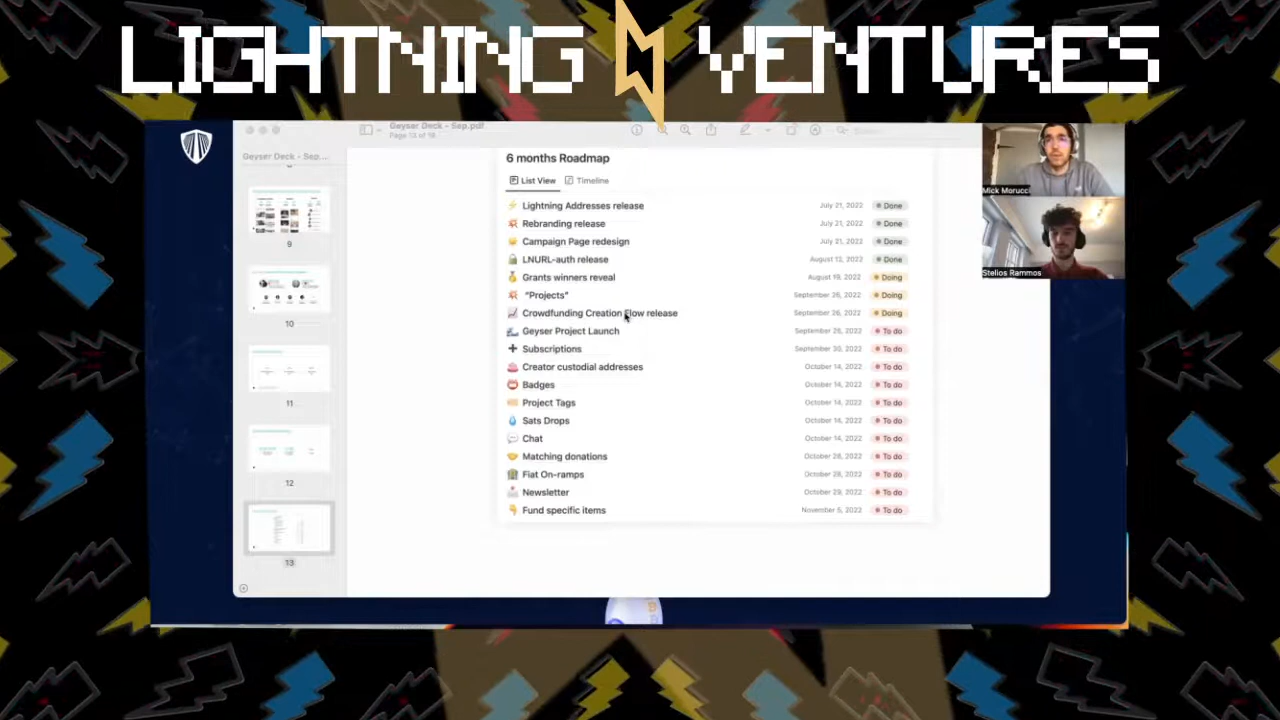 LIGHTNING VENTURES
Geyser Deck - Sep.pdf
Page 13 of 18
Geyser Deck - Sep....
6 months Roadmap
List View Timeline
Lightning Addresses release July 21, 2022 Done
Rebranding release July 21, 2022 Done
Campaign Page redesign July 21, 2022 Done
LNURL-auth release August 12, 2022 Done
Grants winners reveal August 19, 2022 Doing
"Projects" September 26, 2022 Doing
Crowdfunding Creation Flow release September 26, 2022 Doing
Geyser Project Launch September 26, 2022 To do
Subscriptions September 30, 2022 To do
Creator custodial addresses October 14, 2022 To do
Badges October 14, 2022 To do
Project Tags October 14, 2022 To do
Sats Drops October 14, 2022 To do
Chat October 14, 2022 To do
Matching donations October 28, 2022 To do
Fiat On-ramps October 28, 2022 To do
Newsletter October 29, 2022 To do
Fund specific items November 5, 2022 To do
9
10
11
12
13
Mick Morucci
Stelios Rammos